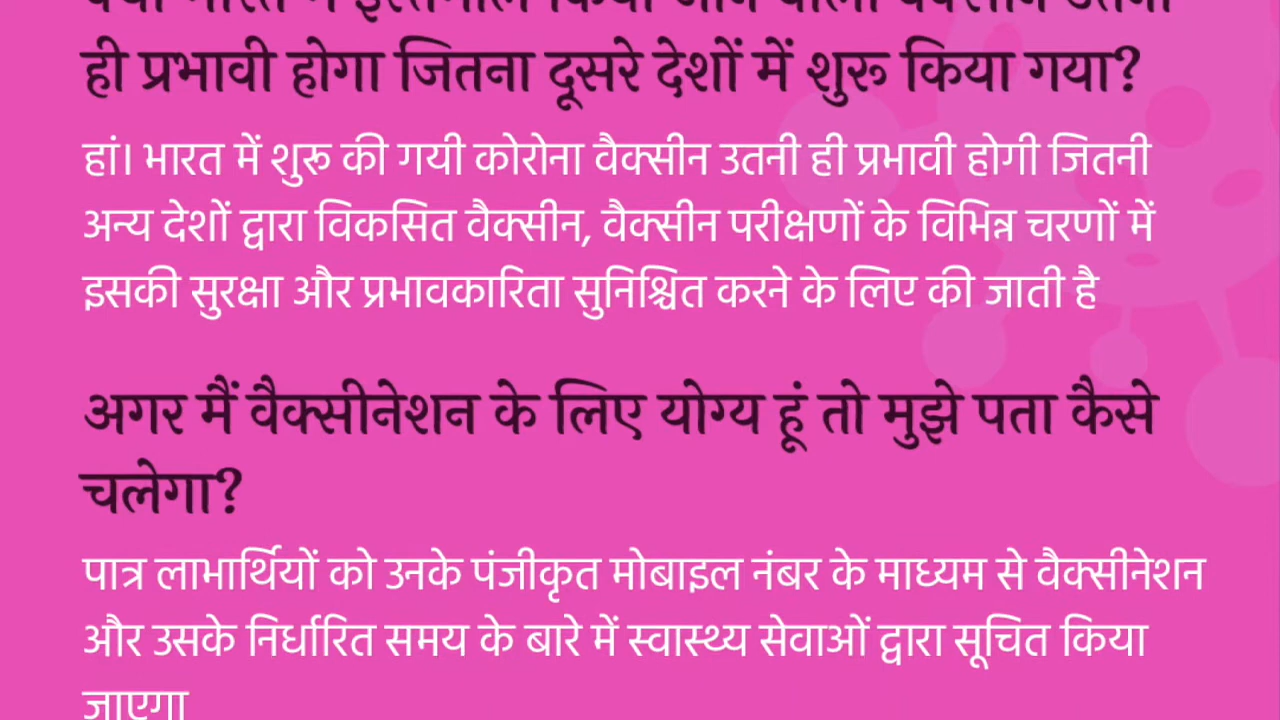 ही प्रभावी होगा जितना दूसरे देशों में शुरू किया गया?
हां। भारत में शुरू की गयी कोरोना वैक्सीन उतनी ही प्रभावी होगी जितनी
अन्य देशों द्वारा विकसित वैक्सीन, वैक्सीन परीक्षणों के विभिन्न चरणों में
इसकी सुरक्षा और प्रभावकारिता सुनिश्चित करने के लिए की जाती है
अगर मैं वैक्सीनेशन के लिए योग्य हूं तो मुझे पता कैसे
चलेगा?
पात्र लाभार्थियों को उनके पंजीकृत मोबाइल नंबर के माध्यम से वैक्सीनेशन
और उसके निर्धारित समय के बारे में स्वास्थ्य सेवाओं द्वारा सूचित किया
जाएगा